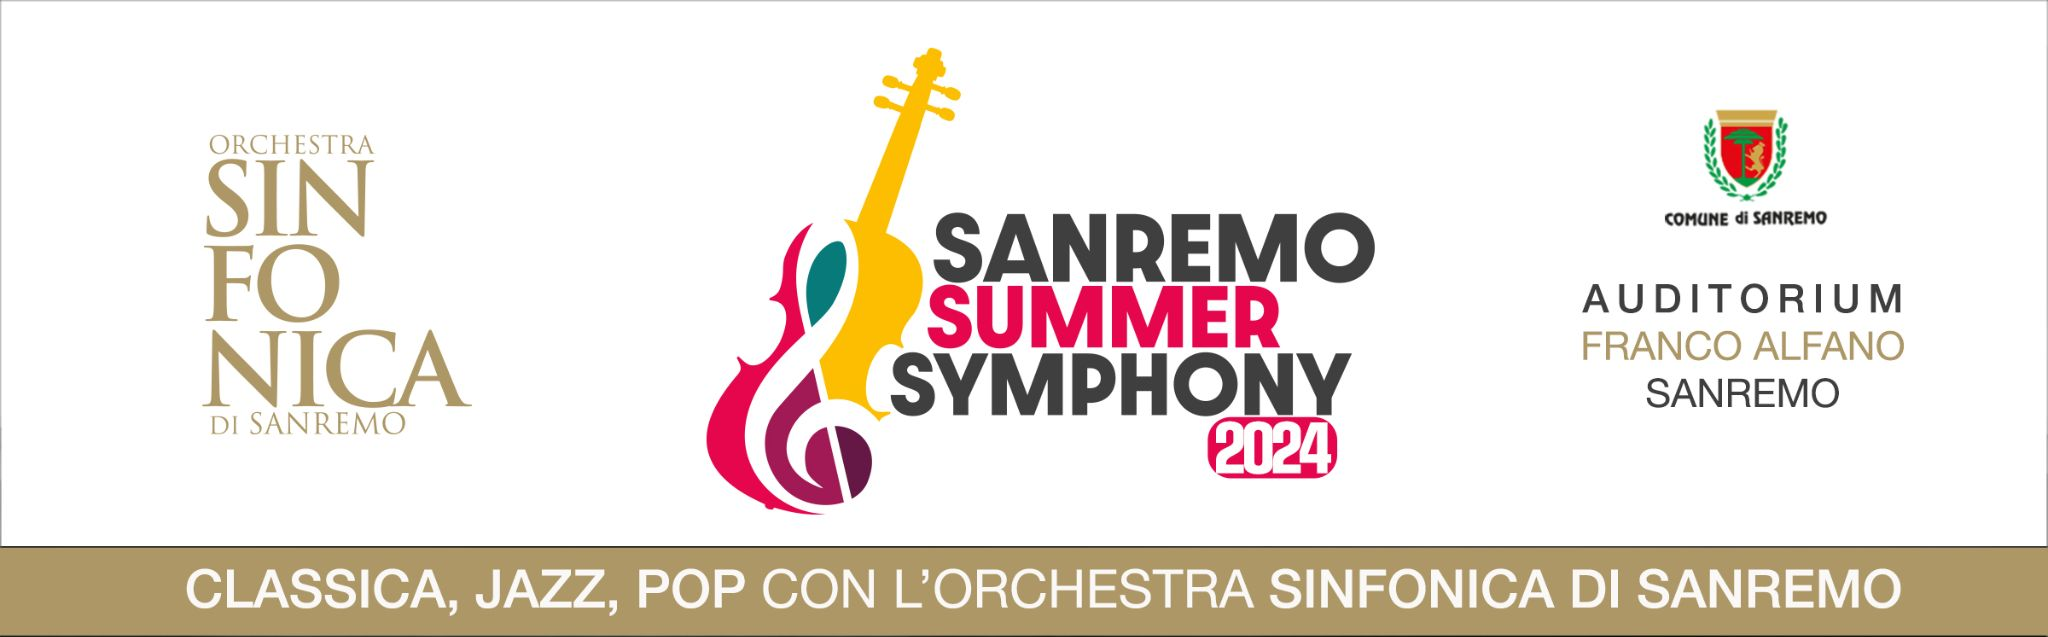 ORCHESTRA
SIN
FO
NICA
DI SANREMO
SANREMO
SUMMER
SYMPHONY
2024
COMUNE di SANREMO
AUDITORIUM
FRANCO ALFANO
SANREMO
CLASSICA, JAZZ, POP CON L'ORCHESTRA SINFONICA DI SANREMO